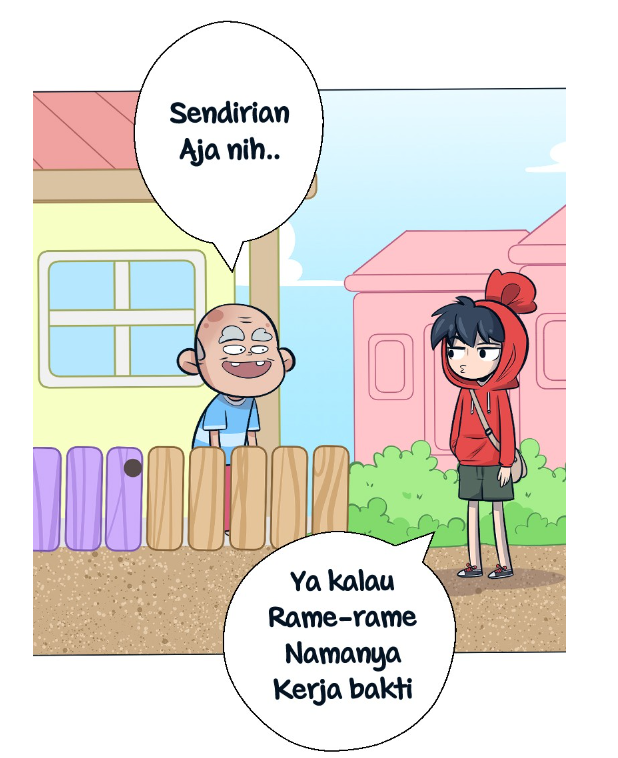 Sendirian
Aja nih..
Ya kalau
Rame-rame
Namanya
Kerja bakti